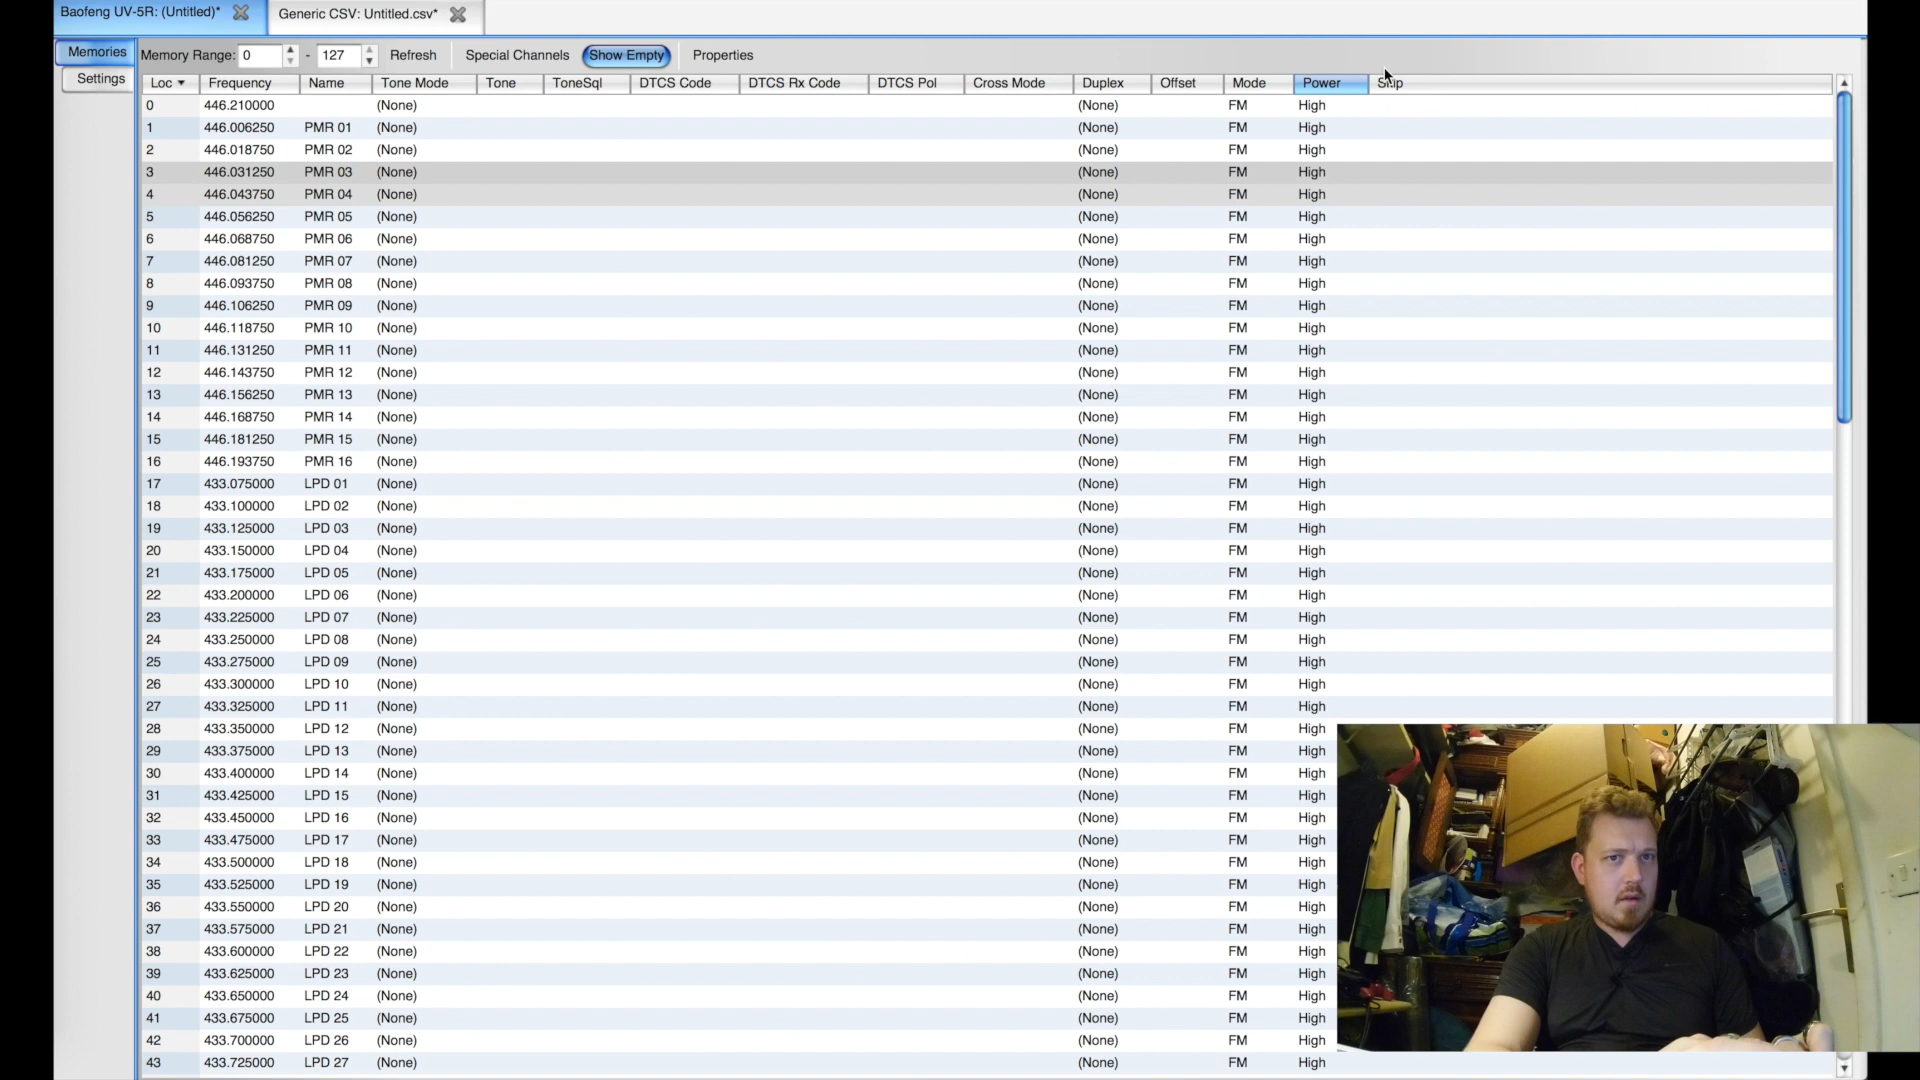 Baofeng UV-5R: (Untitled)* Generic CSV: Untitled.csv*
Memories
Settings
Memory Range: 0 - 127 Refresh Special Channels Show Empty Properties
Loc Frequency Name Tone Mode Tone ToneSql DTCS Code DTCS Rx Code DTCS Pol Cross Mode Duplex Offset Mode Power Skip
0 446.210000 (None) (None) FM High
1 446.006250 PMR 01 (None) (None) FM High
2 446.018750 PMR 02 (None) (None) FM High
3 446.031250 PMR 03 (None) (None) FM High
4 446.043750 PMR 04 (None) (None) FM High
5 446.056250 PMR 05 (None) (None) FM High
6 446.068750 PMR 06 (None) (None) FM High
7 446.081250 PMR 07 (None) (None) FM High
8 446.093750 PMR 08 (None) (None) FM High
9 446.106250 PMR 09 (None) (None) FM High
10 446.118750 PMR 10 (None) (None) FM High
11 446.131250 PMR 11 (None) (None) FM High
12 446.143750 PMR 12 (None) (None) FM High
13 446.156250 PMR 13 (None) (None) FM High
14 446.168750 PMR 14 (None) (None) FM High
15 446.181250 PMR 15 (None) (None) FM High
16 446.193750 PMR 16 (None) (None) FM High
17 433.075000 LPD 01 (None) (None) FM High
18 433.100000 LPD 02 (None) (None) FM High
19 433.125000 LPD 03 (None) (None) FM High
20 433.150000 LPD 04 (None) (None) FM High
21 433.175000 LPD 05 (None) (None) FM High
22 433.200000 LPD 06 (None) (None) FM High
23 433.225000 LPD 07 (None) (None) FM High
24 433.250000 LPD 08 (None) (None) FM High
25 433.275000 LPD 09 (None) (None) FM High
26 433.300000 LPD 10 (None) (None) FM High
27 433.325000 LPD 11 (None) (None) FM High
28 433.350000 LPD 12 (None) (None) FM High
29 433.375000 LPD 13 (None) (None) FM High
30 433.400000 LPD 14 (None) (None) FM High
31 433.425000 LPD 15 (None) (None) FM High
32 433.450000 LPD 16 (None) (None) FM High
33 433.475000 LPD 17 (None) (None) FM High
34 433.500000 LPD 18 (None) (None) FM High
35 433.525000 LPD 19 (None) (None) FM High
36 433.550000 LPD 20 (None) (None) FM High
37 433.575000 LPD 21 (None) (None) FM High
38 433.600000 LPD 22 (None) (None) FM High
39 433.625000 LPD 23 (None) (None) FM High
40 433.650000 LPD 24 (None) (None) FM High
41 433.675000 LPD 25 (None) (None) FM High
42 433.700000 LPD 26 (None) (None) FM High
43 433.725000 LPD 27 (None) (None) FM High